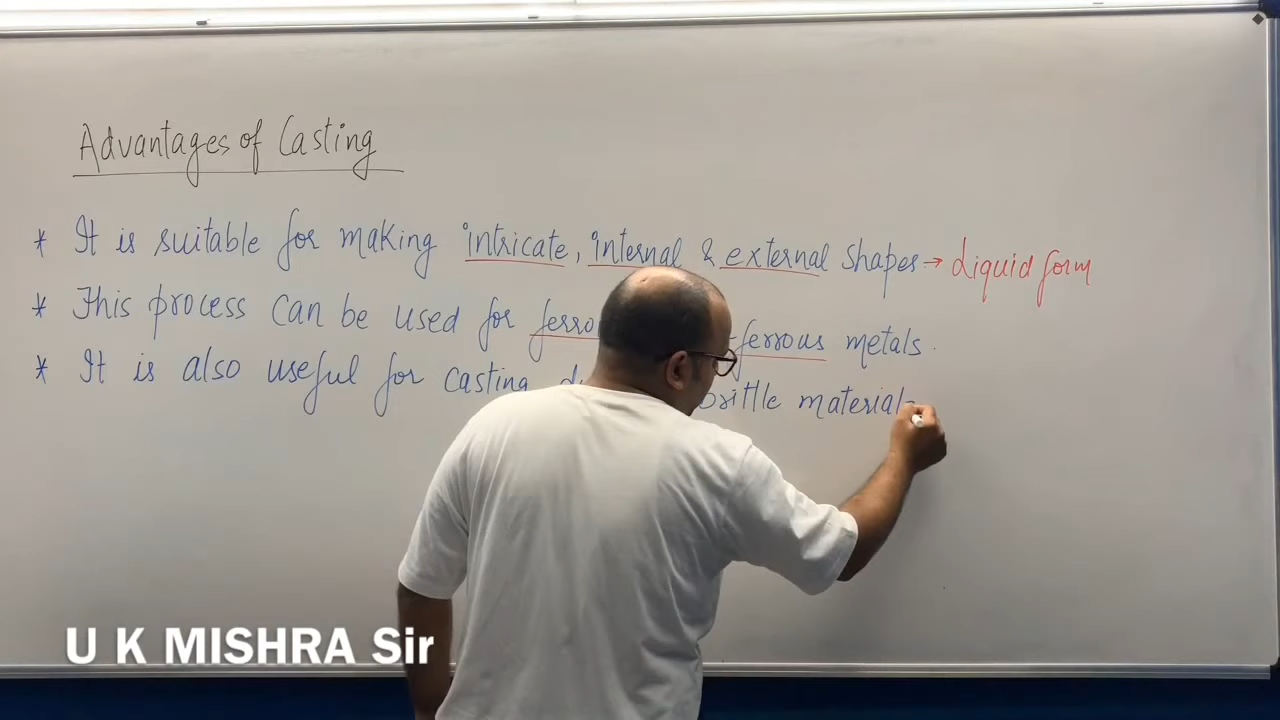 Advantages of Casting
* It is suitable for making intricate, internal & external shapes → liquid form
* This process can be used for -ferrous metals.
* It is also useful for casting brittle materials
U K MISHRA Sir